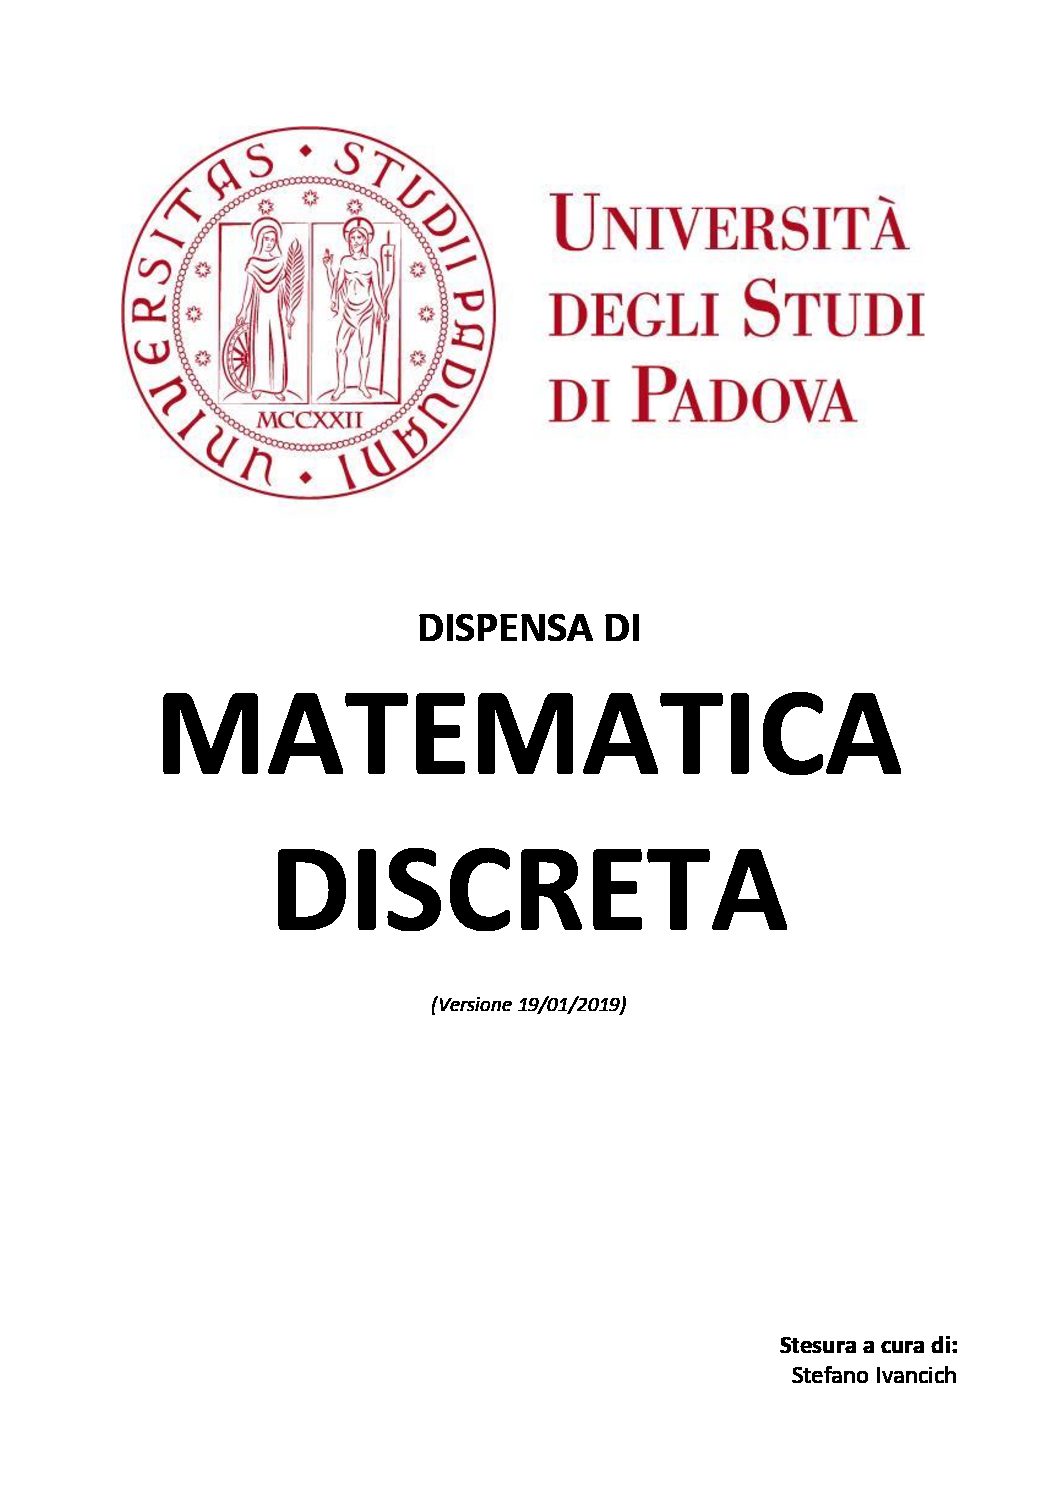 UNIVERSITAS • STUDII PADUANI •
MCCXXII
UNIVERSITÀ
DEGLI STUDI
DI PADOVA
DISPENSA DI
MATEMATICA
DISCRETA
(Versione 19/01/2019)
Stesura a cura di:
Stefano Ivancich